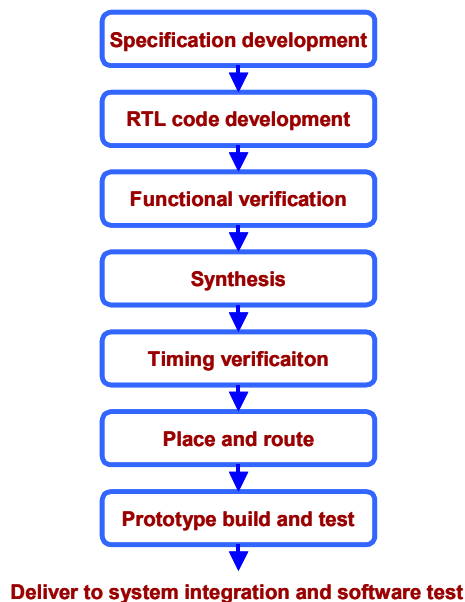 Specification development
RTL code development
Functional verification
Synthesis
Timing verificaiton
Place and route
Prototype build and test
Deliver to system integration and software test